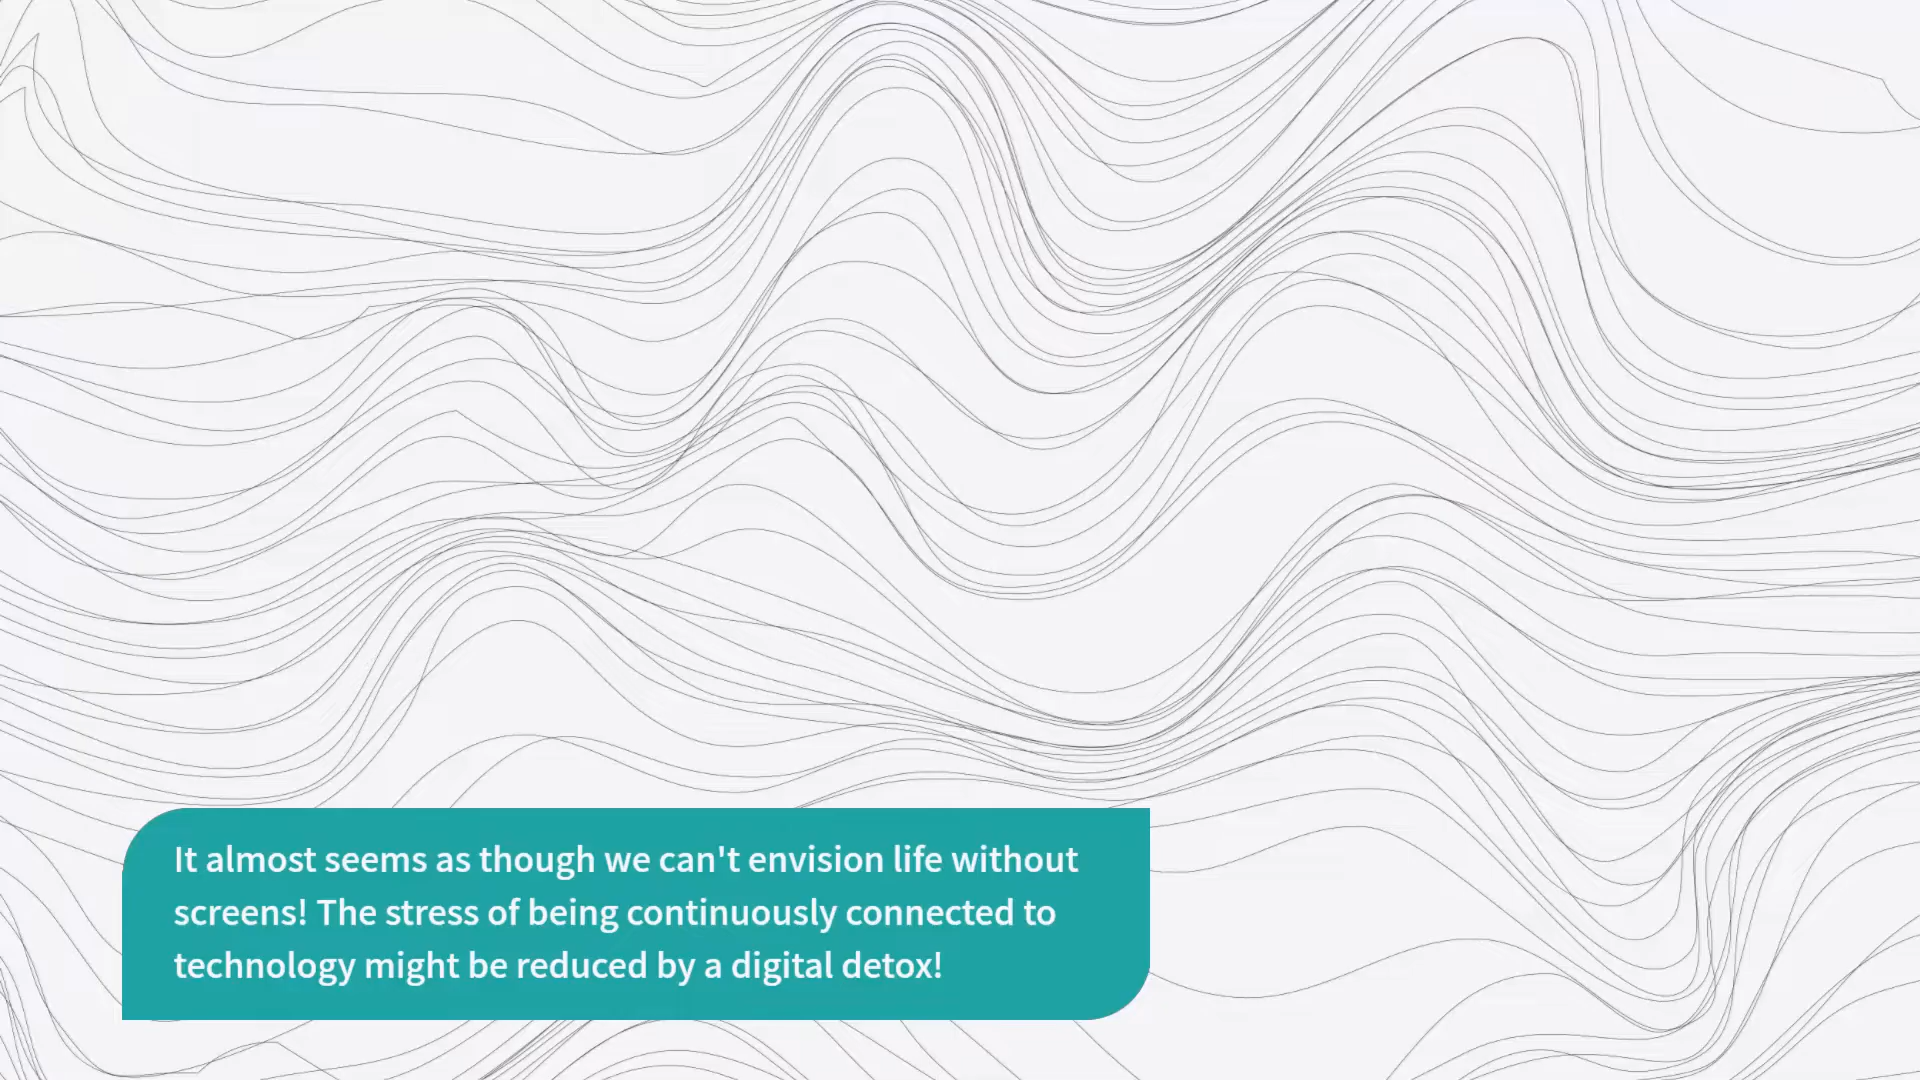 It almost seems as though we can't envision life without
screens! The stress of being continuously connected to
technology might be reduced by a digital detox!